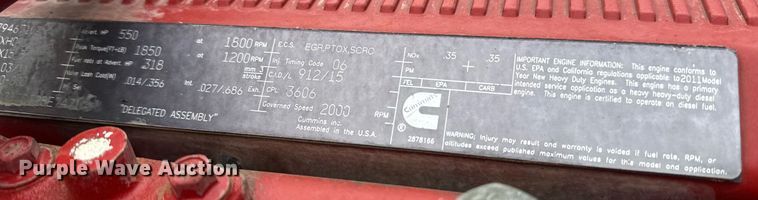 Advert. HP 550 at 1800 RPM
Peak Torque(FT-LB) 1850 at 1200 RPM
Fuel rate at Advert. HP 318 mm3 stroke
Valve Lash Cold(IN) .014/.356 Int. .027/.686 Exh.
"DELEGATED ASSEMBLY"
E.C.S. EGR,PTOX,SCRO
Inj. Timing Code 06
C/D/L 912/15
CPL 3606
Governed Speed 2000 RPM
Cummins Inc.
Assembled in the U.S.A.
NOx .35 + .35
PM
FEL EPA CARB
Cummins
2878166
IMPORTANT ENGINE INFORMATION: This engine conforms to
U.S. EPA and California regulations applicable to 2011 Model
Year New Heavy Duty Engines. This engine has a primary
intended service application as a heavy heavy-duty diesel
engine. This engine is certified to operate on diesel fuel.
WARNING: Injury may result and warranty is voided if fuel rate, RPM, or
altitudes exceed published maximum values for this model and application.
Purple Wave Auction